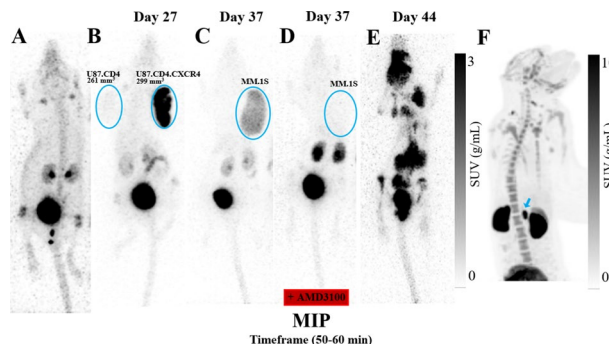 Day 27 Day 37 Day 37 Day 44
A B C D E F
U87.CD4 U87.CD4.CXCR4 MM.1S MM.1S
261 mm³ 299 mm³
3
SUV (g/mL)
0
10
SUV (g/mL)
0
+ AMD3100
MIP
Timeframe (50-60 min)